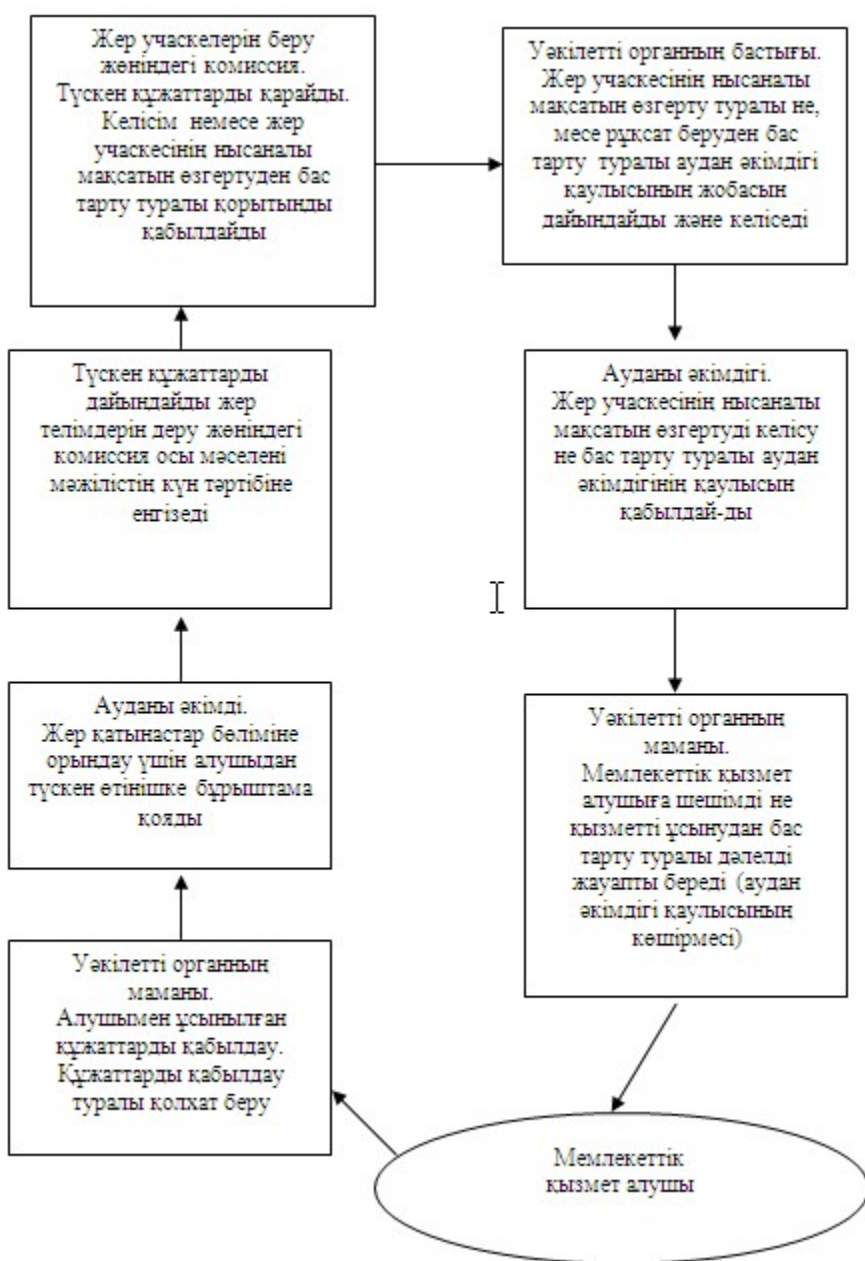 Жер учаскелерін беру
жөніндегі комиссия.
Түскен құжаттарды қарайды.
Келісім немесе жер
учаскесінің нысаналы
мақсатын өзгертуден бас
тарту туралы қорытынды
қабылдайды
Уәкілетті органның бастығы.
Жер учаскесінің нысаналы
мақсатын өзгерту туралы не,
месе рұқсат беруден бас
тарту туралы аудан әкімдігі
қаулысының жобасын
дайындайды және келіседі
Түскен құжаттарды
дайындайды жер
телімдерін деру жөніндегі
комиссия осы мәселені
мәжілістің күн тәртібіне
енгізеді
Ауданы әкімдігі.
Жер учаскесінің нысаналы
мақсатын өзгертуді келісу
не бас тарту туралы аудан
әкімдігінің қаулысын
қабылдай-ды
Ауданы әкімді.
Жер қатынастар бөліміне
орындау үшін алушыдан
түскен өтінішке бұрыштама
қояды
Уәкілетті органның
маманы.
Мемлекеттік қызмет
алушыға шешімді не
қызметті ұсынудан бас
тарту туралы дәлелді
жауапты береді (аудан
әкімдігі қаулысының
көшірмесі)
Уәкілетті органның
маманы.
Алушымен ұсынылған
құжаттарды қабылдау.
Құжаттарды қабылдау
туралы қолхат беру
Мемлекеттік
қызмет алушы